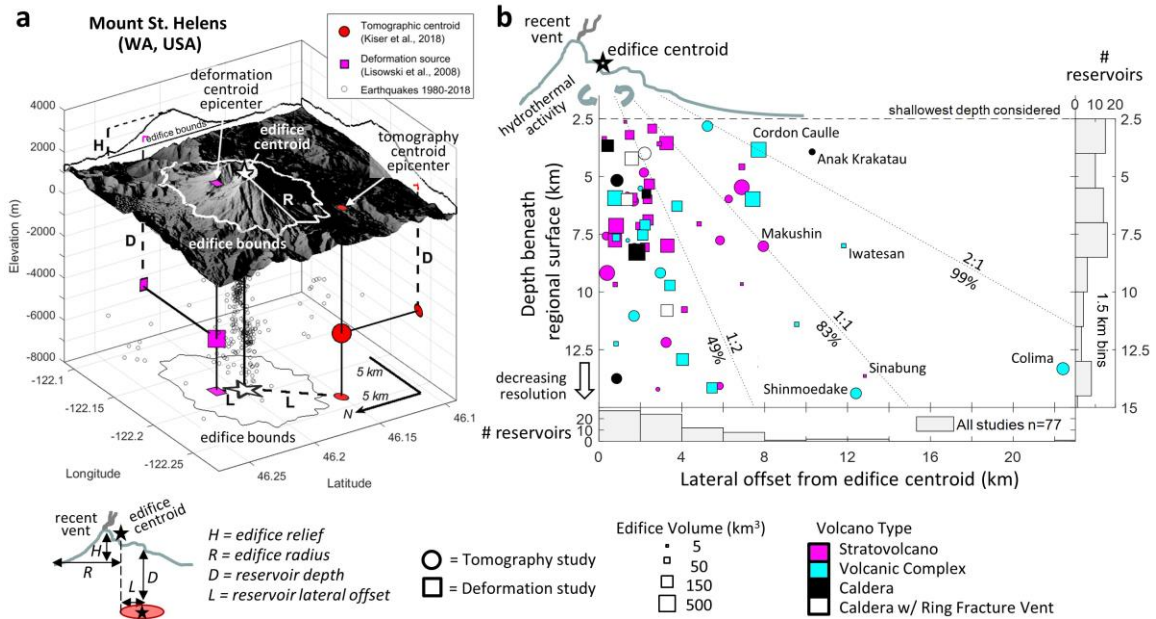 a
Mount St. Helens
(WA, USA)
Tomographic centroid
(Kiser et al., 2018)
Deformation source
(Lisowski et al., 2008)
Earthquakes 1980-2018
deformation
centroid
epicenter
edifice bounds
H
edifice
centroid
tomography
centroid
epicenter
R
edifice bounds
D
D
L
L
5 km
5 km
N
edifice bounds
Elevation (m)
4000
2000
0
-2000
-4000
-6000
-8000
-122.1
-122.15
-122.2
-122.25
Longitude
46.25
46.2
46.15
46.1
Latitude
recent
vent
edifice
centroid
H
R
D
L
H = edifice relief
R = edifice radius
D = reservoir depth
L = reservoir lateral offset
b
recent
vent
edifice centroid
hydrothermal
activity
#
reservoirs
0 10 20
shallowest depth considered
Depth beneath
regional surface (km)
2.5
5
7.5
10
12.5
decreasing
resolution
Cordon Caulle
Anak Krakatau
Makushin
Iwatesan
Sinabung
Shinmoedake
Colima
1:2
49%
1:1
83%
2:1
99%
2.5
5
7.5
10
12.5
15
1.5 km bins
# reservoirs
20
10
0
All studies n=77
0 4 8 12 16 20
Lateral offset from edifice centroid (km)
= Tomography study
= Deformation study
Edifice Volume (km³)
5
50
150
500
Volcano Type
Stratovolcano
Volcanic Complex
Caldera
Caldera w/ Ring Fracture Vent